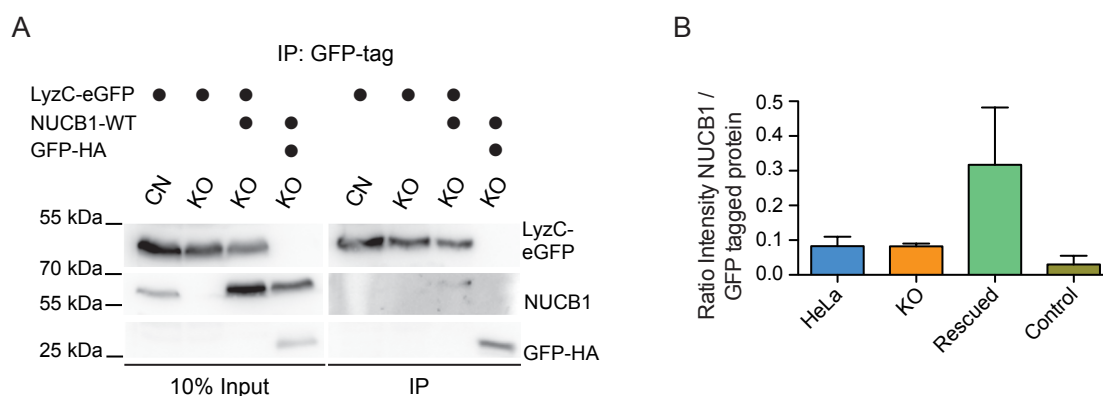 A
IP: GFP-tag
LyzC-eGFP
NUCB1-WT
GFP-HA
CN KO KO KO CN KO KO KO
55 kDa
LyzC-
eGFP
70 kDa
NUCB1
55 kDa
25 kDa
GFP-HA
10% Input IP
B
Ratio Intensity NUCB1 /
GFP tagged protein
0.5
0.4
0.3
0.2
0.1
0.0
HeLa
KO
Rescued
Control